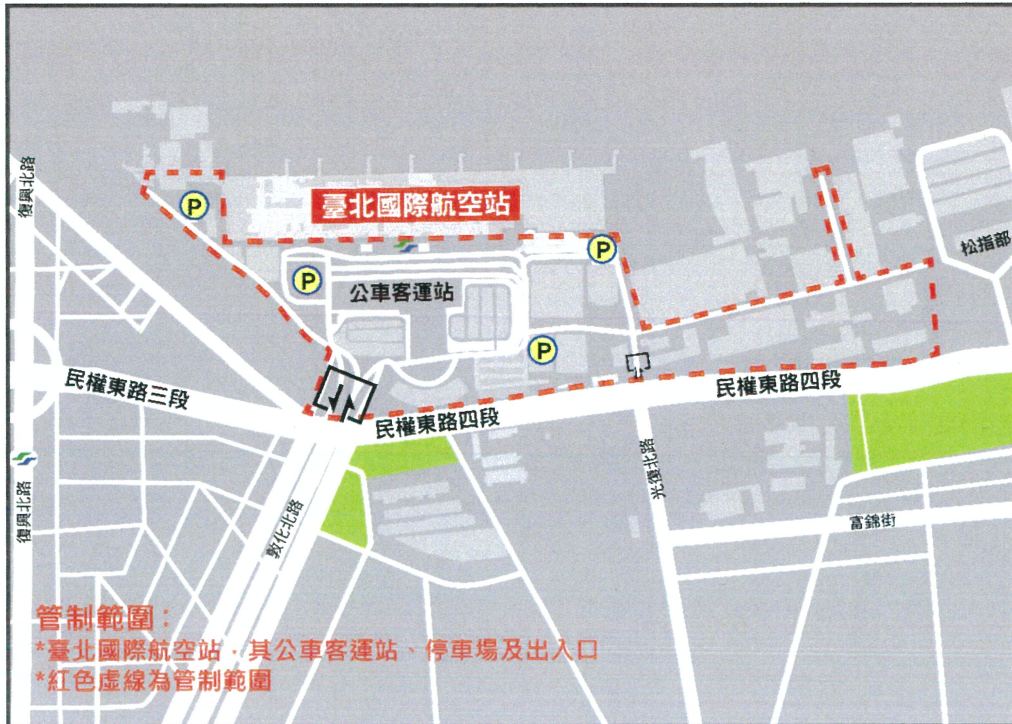 復興北路
臺北國際航空站
P
P
P
松指部
公車客運站
P
民權東路三段
民權東路四段
民權東路四段
光復北路
復興北路
敦化北路
富錦街
管制範圍：
*臺北國際航空站，其公車客運站、停車場及出入口
*紅色虛線為管制範圍